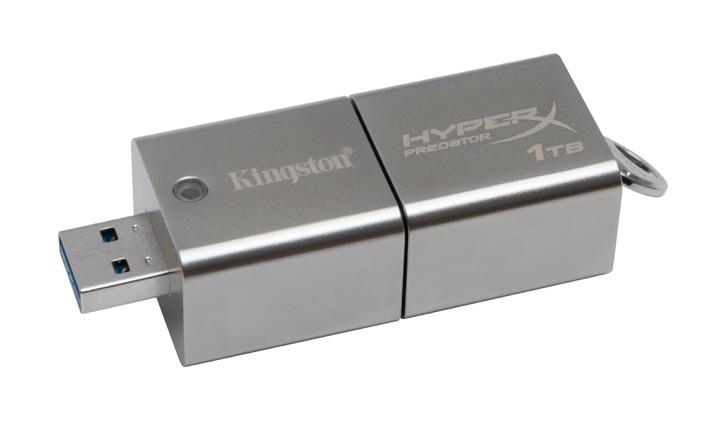 Kingston
HYPERX
PREDATOR
1TB